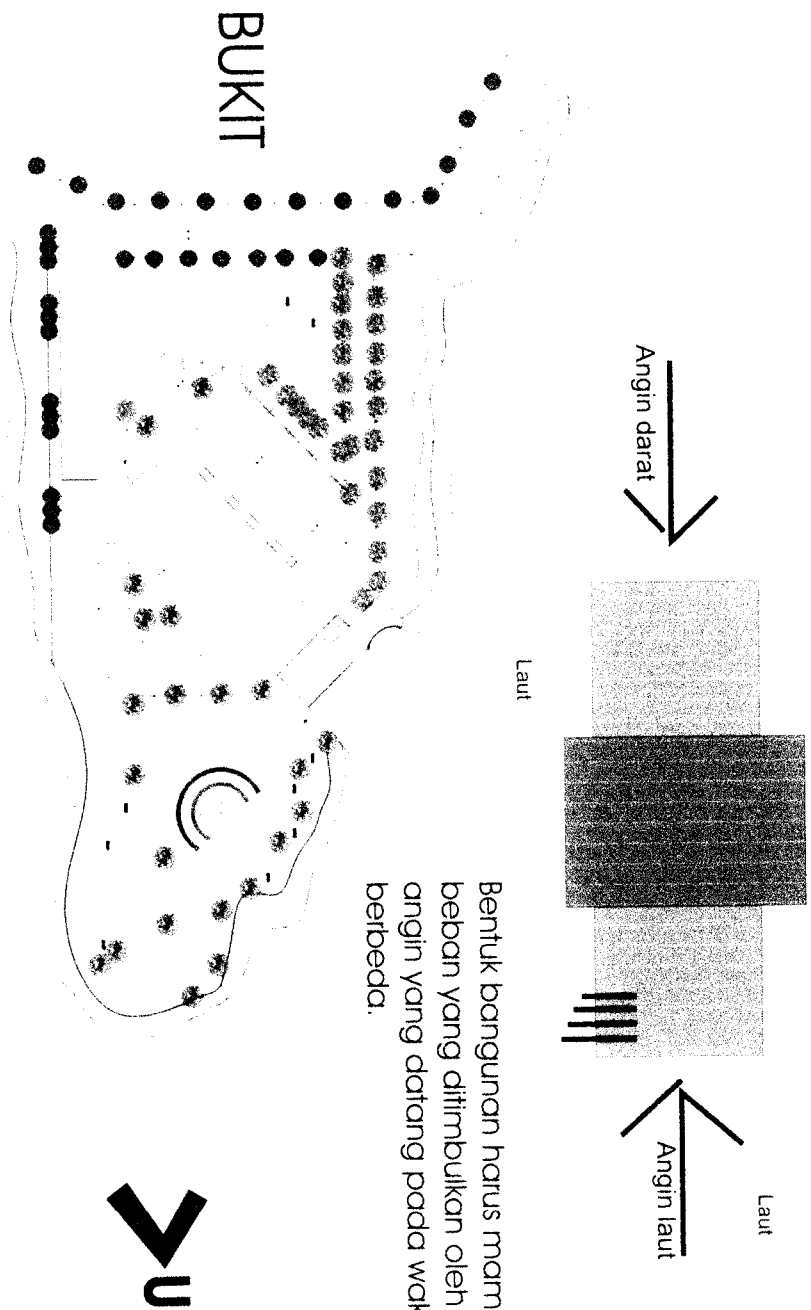 Laut
Angin darat
Angin laut
Laut
Bentuk bangunan harus mam
beban yang ditimbulkan oleh
angin yang datang pada wak
berbeda.
BUKIT
U